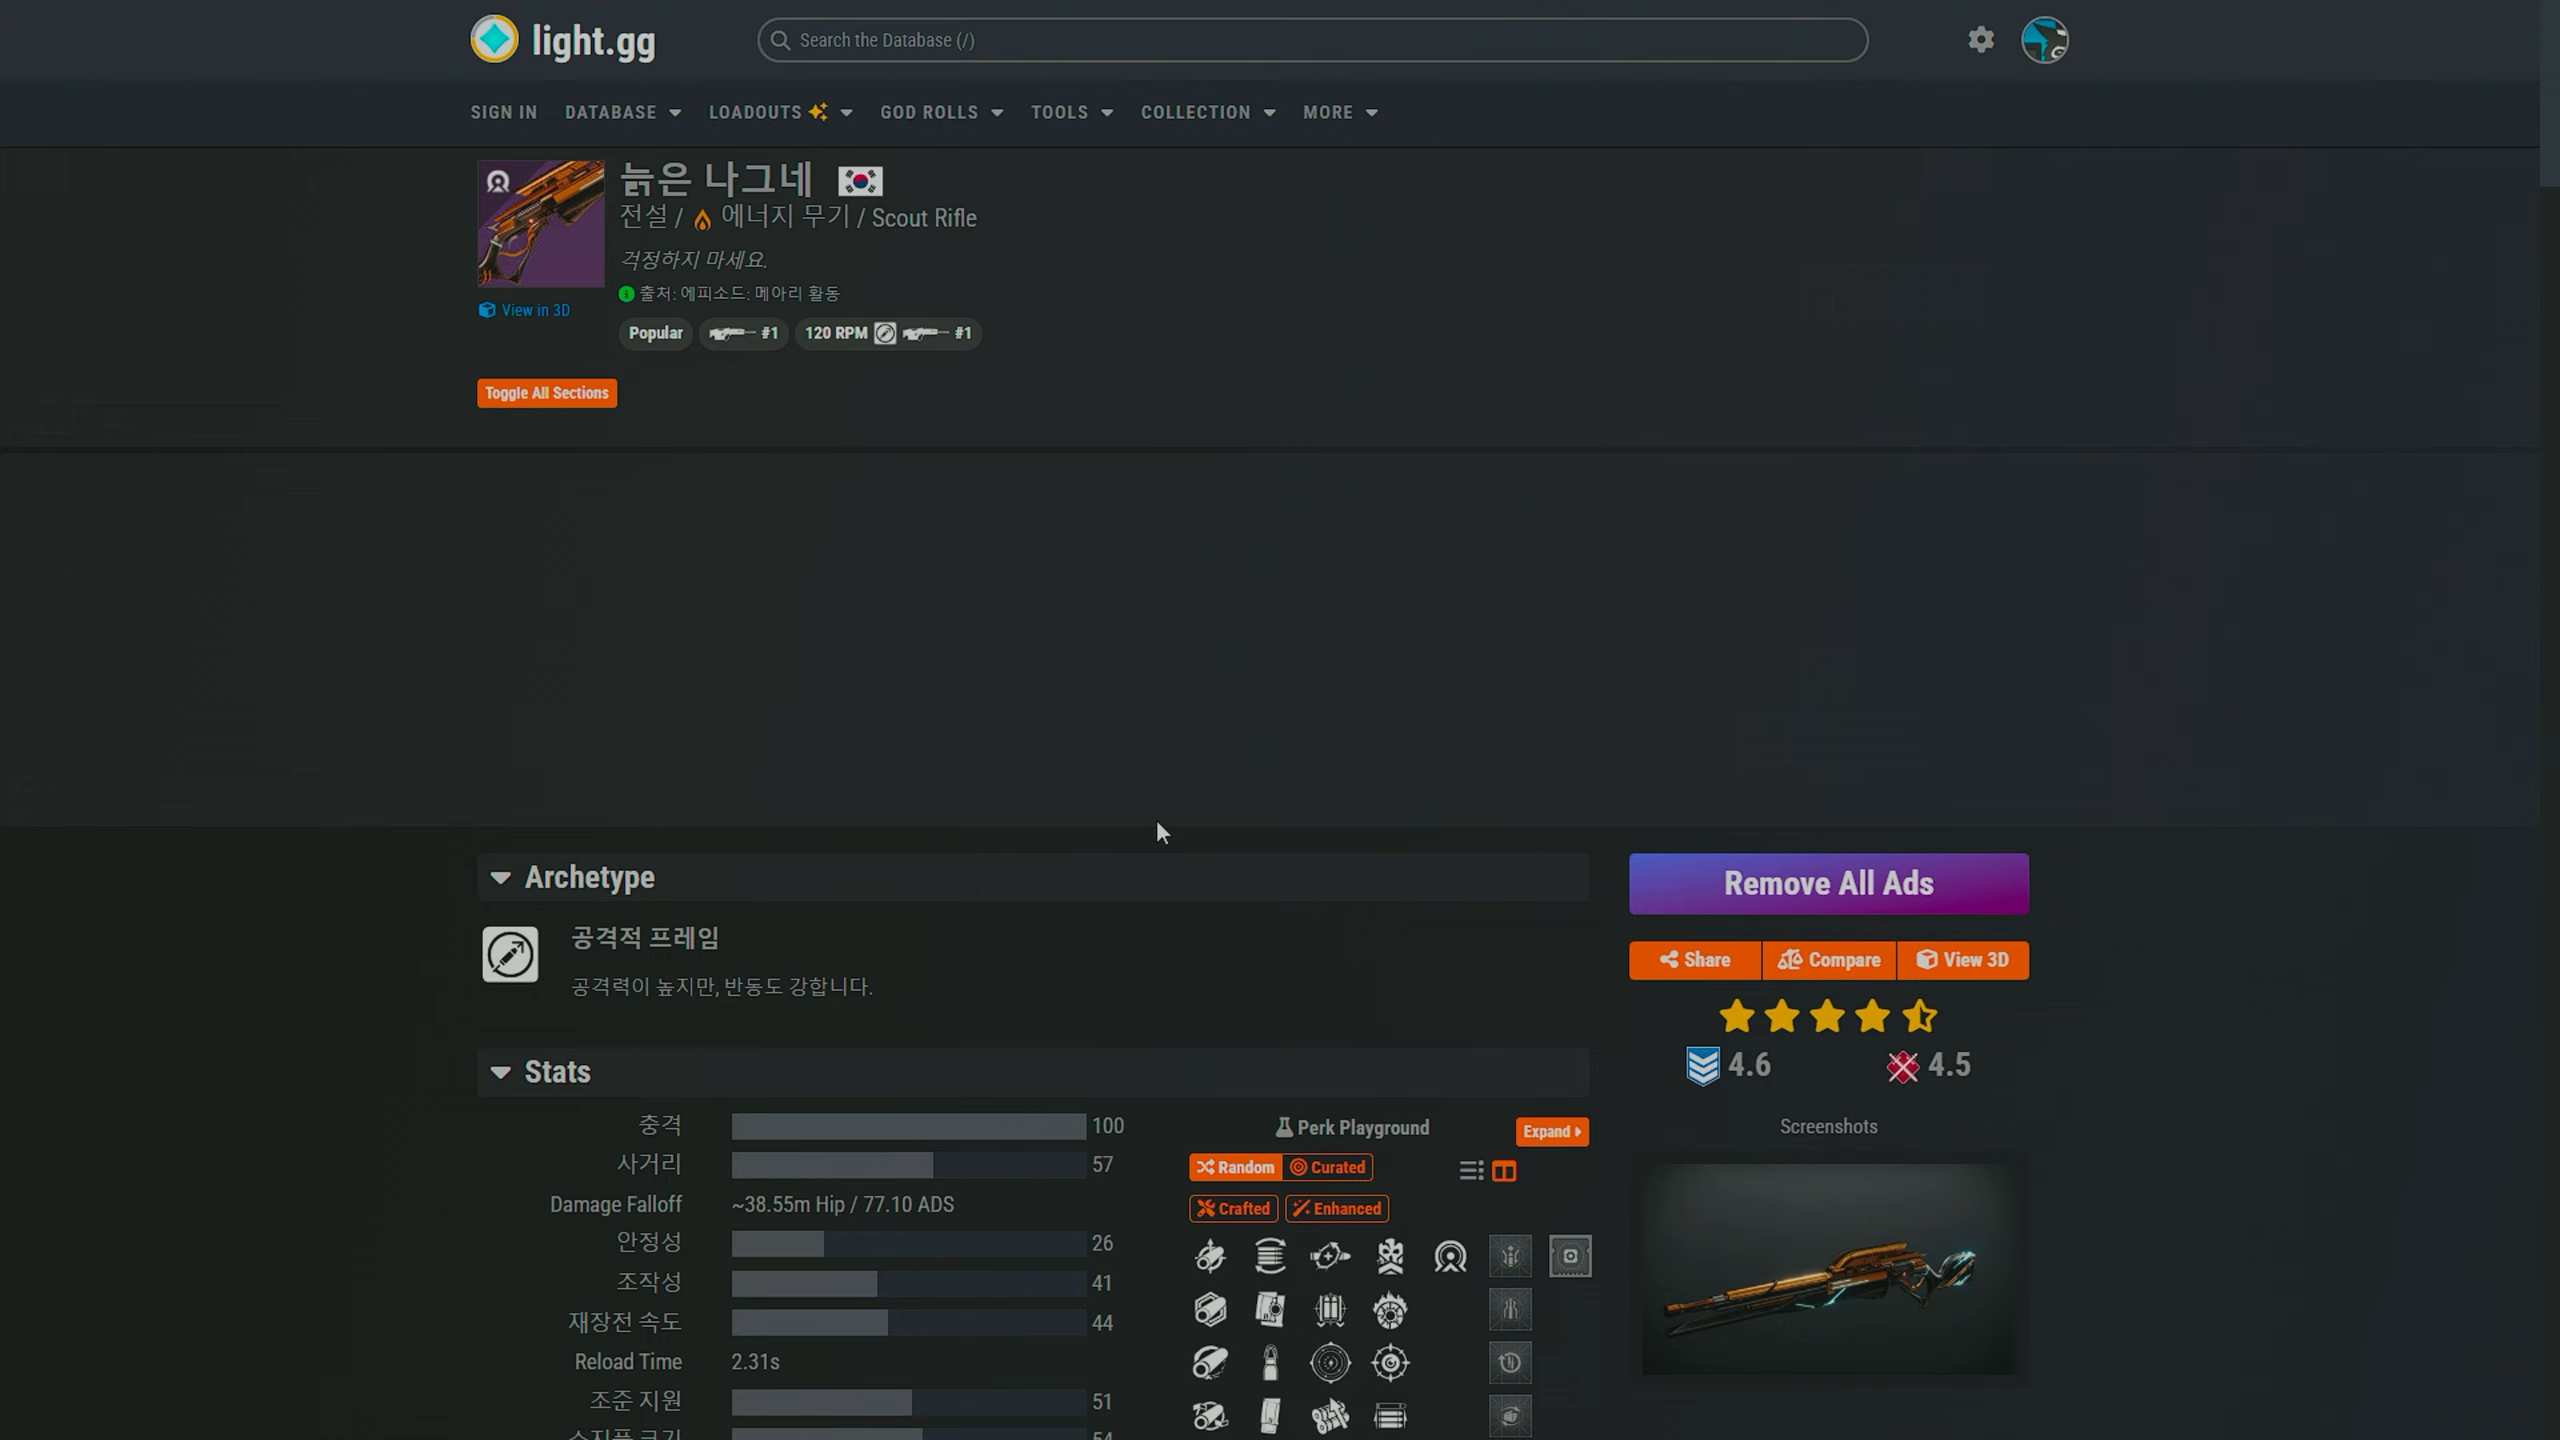 light.gg
Search the Database (/)
SIGN IN DATABASE LOADOUTS GOD ROLLS TOOLS COLLECTION MORE
늙은 나그네
전설 / 에너지 무기 / Scout Rifle
걱정하지 마세요.
출처: 에피소드: 메아리 활동
View in 3D
Popular #1 120 RPM #1
Toggle All Sections
Archetype
Remove All Ads
공격적 프레임
공격력이 높지만, 반동도 강합니다.
Share Compare View 3D
4.6 4.5
Stats
충격 100
사거리 57
Damage Falloff ~38.55m Hip / 77.10 ADS
안정성 26
조작성 41
재장전 속도 44
Reload Time 2.31s
조준 지원 51
54
Perk Playground Expand
Random Curated
Crafted Enhanced
Screenshots